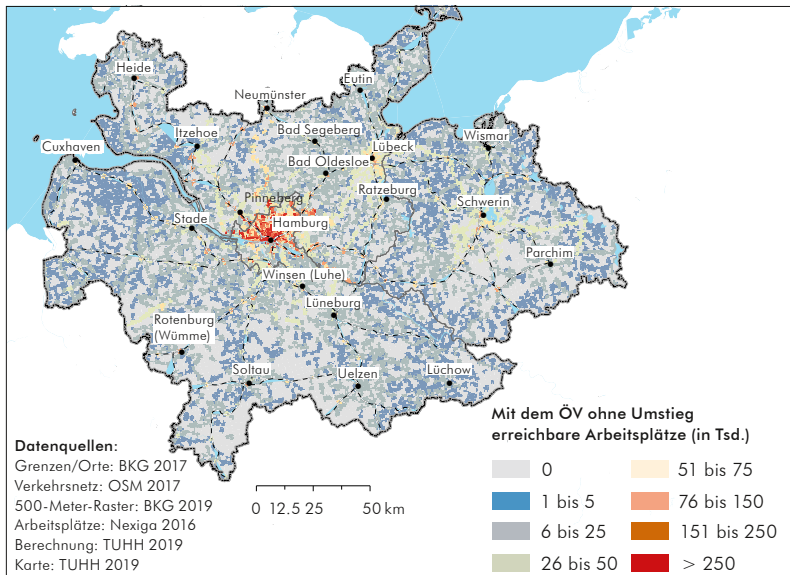 Heide
Eutin
Neumünster
Itzehoe
Bad Segeberg
Wismar
Cuxhaven
Lübeck
Bad Oldesloe
Ratzeburg
Pinneberg
Schwerin
Stade
Hamburg
Parchim
Winsen (Luhe)
Lüneburg
Rotenburg
(Wümme)
Soltau
Uelzen
Lüchow
Mit dem ÖV ohne Umstieg
erreichbare Arbeitsplätze (in Tsd.)
0
51 bis 75
1 bis 5
76 bis 150
6 bis 25
151 bis 250
26 bis 50
> 250
Datenquellen:
Grenzen/Orte: BKG 2017
Verkehrsnetz: OSM 2017
500-Meter-Raster: BKG 2019
Arbeitsplätze: Nexiga 2016
Berechnung: TUHH 2019
Karte: TUHH 2019
0 12.5 25 50 km